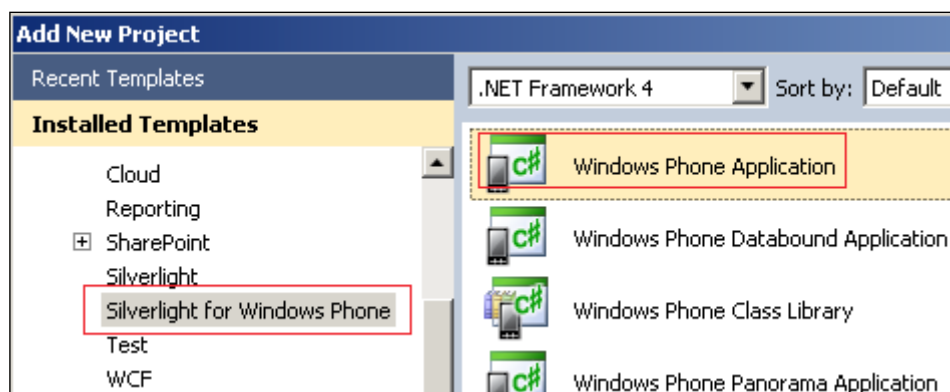 Add New Project
Recent Templates
Installed Templates
Cloud
Reporting
SharePoint
Silverlight
Silverlight for Windows Phone
Test
WCF
.NET Framework 4
Sort by: Default
C# Windows Phone Application
C# Windows Phone Databound Application
C# Windows Phone Class Library
C# Windows Phone Panorama Application